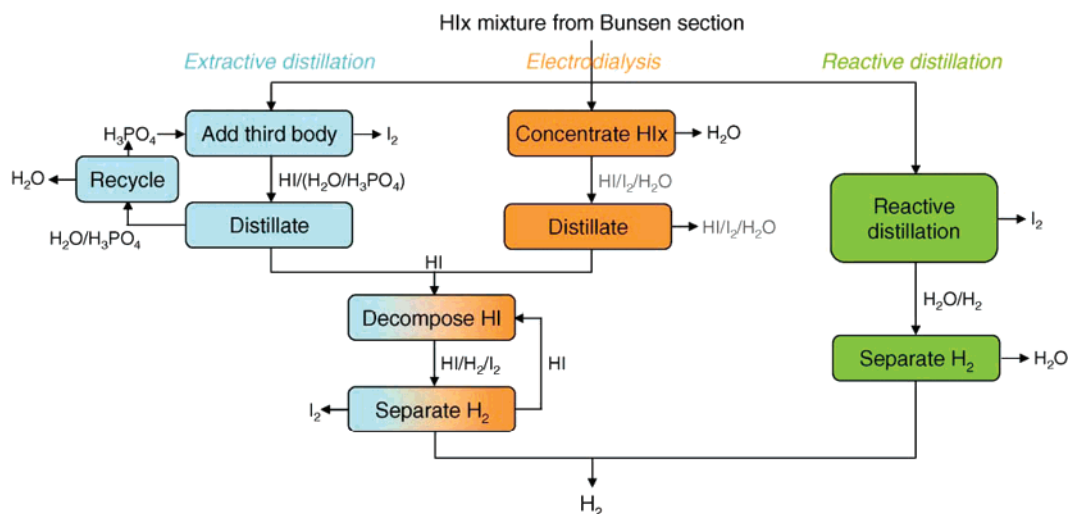 HIx mixture from Bunsen section
Extractive distillation
Electrodialysis
Reactive distillation
H₃PO₄
Add third body
I₂
Concentrate HIx
H₂O
H₂O
Recycle
HI/(H₂O/H₃PO₄)
HI/I₂/H₂O
H₂O/H₃PO₄
Distillate
Distillate
HI/I₂/H₂O
Reactive
distillation
I₂
HI
Decompose HI
H₂O/H₂
HI/H₂/I₂
HI
Separate H₂
H₂O
I₂
Separate H₂
H₂